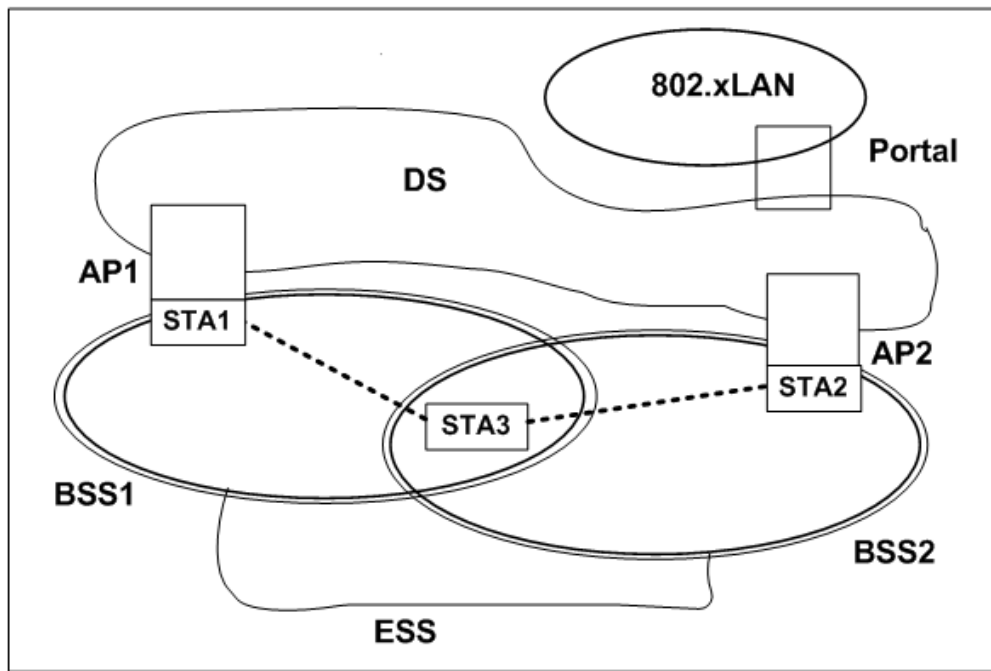 802.xLAN
Portal
DS
AP1
STA1
AP2
STA2
STA3
BSS1
BSS2
ESS